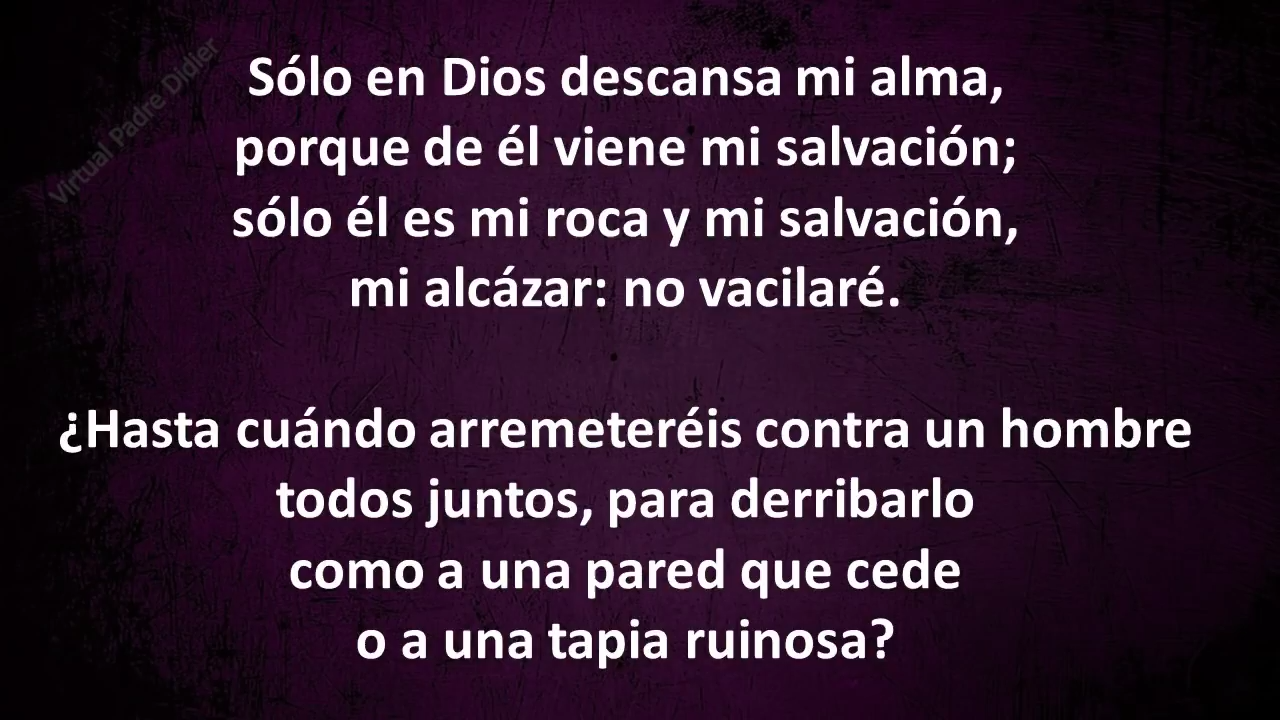 Virtual Padre Didier
Sólo en Dios descansa mi alma,
porque de él viene mi salvación;
sólo él es mi roca y mi salvación,
mi alcázar: no vacilaré.
¿Hasta cuándo arremeteréis contra un hombre
todos juntos, para derribarlo
como a una pared que cede
o a una tapia ruinosa?